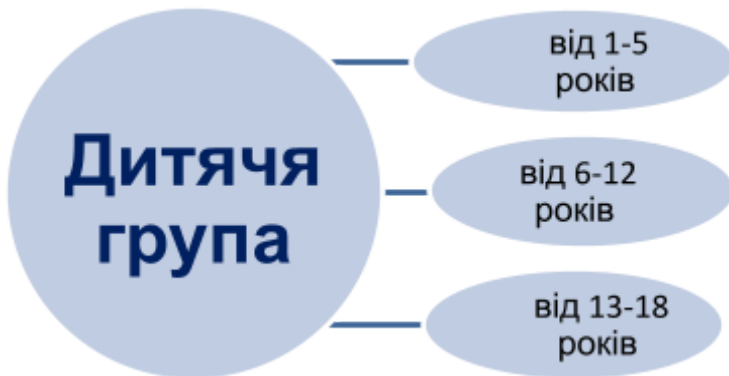 Дитяча
група
від 1-5
років
від 6-12
років
від 13-18
років